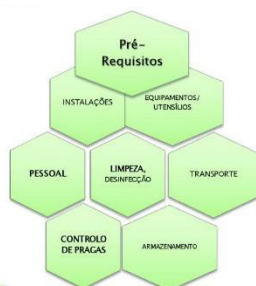 Pré-
Requisitos
INSTALAÇÕES
EQUIPAMENTOS/
UTENSÍLIOS
PESSOAL
LIMPEZA,
DESINFECÇÃO
TRANSPORTE
CONTROLO
DE PRAGAS
ARMAZENAMENTO